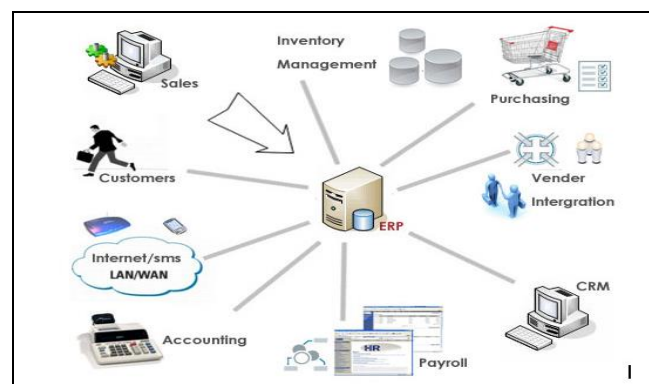 Sales
Inventory
Management
Purchasing
Customers
Vender
Intergration
ERP
Internet/sms
LAN/WAN
CRM
Accounting
HR
Payroll